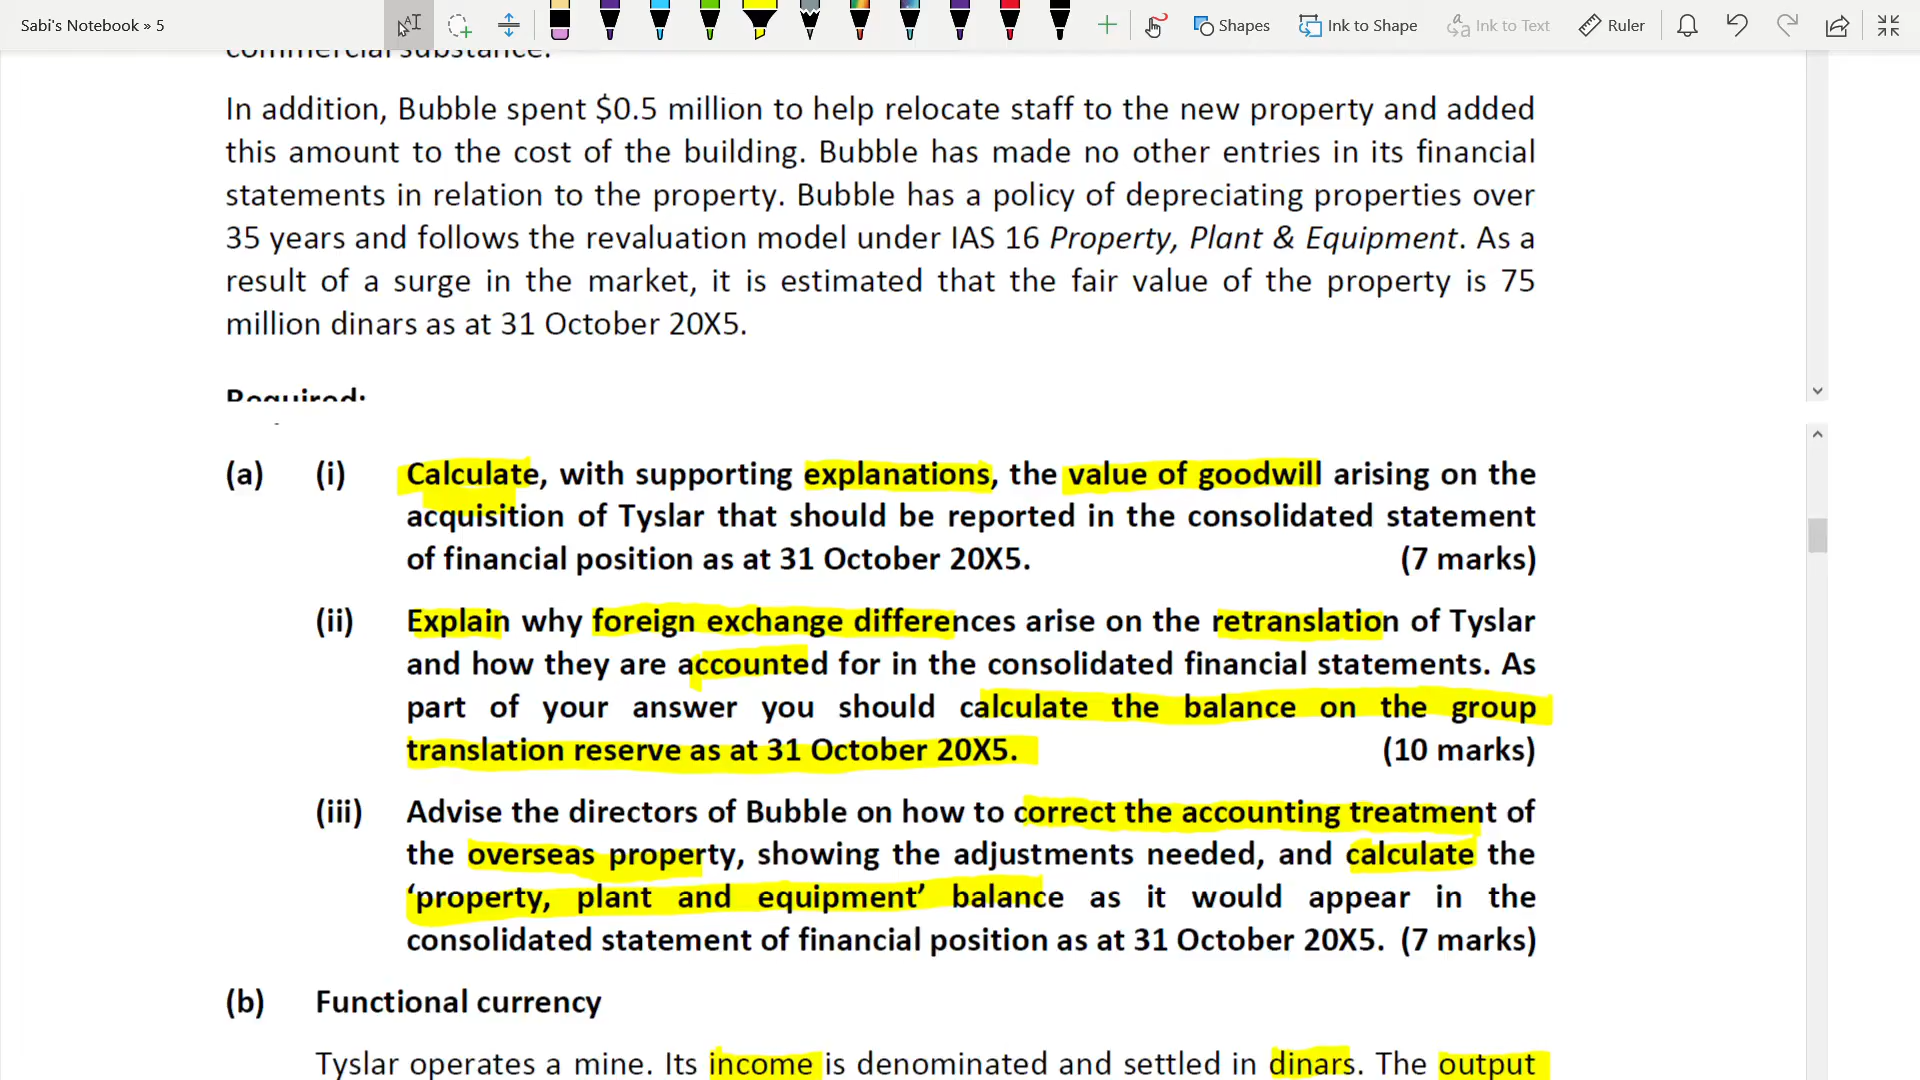 Sabi's Notebook » 5
Shapes
Ink to Shape
Ink to Text
Ruler
commercial substance.
In addition, Bubble spent $0.5 million to help relocate staff to the new property and added
this amount to the cost of the building. Bubble has made no other entries in its financial
statements in relation to the property. Bubble has a policy of depreciating properties over
35 years and follows the revaluation model under IAS 16 Property, Plant & Equipment. As a
result of a surge in the market, it is estimated that the fair value of the property is 75
million dinars as at 31 October 20X5.
Required:
(a) (i) Calculate, with supporting explanations, the value of goodwill arising on the
acquisition of Tyslar that should be reported in the consolidated statement
of financial position as at 31 October 20X5. (7 marks)
(ii) Explain why foreign exchange differences arise on the retranslation of Tyslar
and how they are accounted for in the consolidated financial statements. As
part of your answer you should calculate the balance on the group
translation reserve as at 31 October 20X5. (10 marks)
(iii) Advise the directors of Bubble on how to correct the accounting treatment of
the overseas property, showing the adjustments needed, and calculate the
‘property, plant and equipment’ balance as it would appear in the
consolidated statement of financial position as at 31 October 20X5. (7 marks)
(b) Functional currency
Tyslar operates a mine. Its income is denominated and settled in dinars. The output